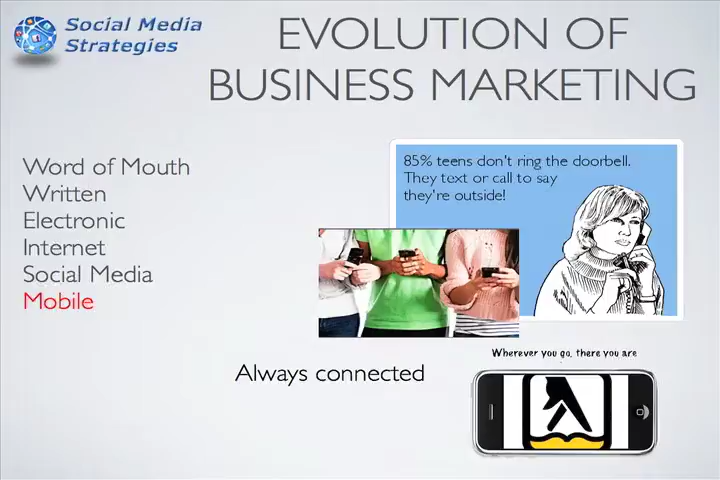 Social Media
Strategies
EVOLUTION OF
BUSINESS MARKETING
Word of Mouth
Written
Electronic
Internet
Social Media
Mobile
85% teens don't ring the doorbell.
They text or call to say
they're outside!
Always connected
Wherever you go, there you are